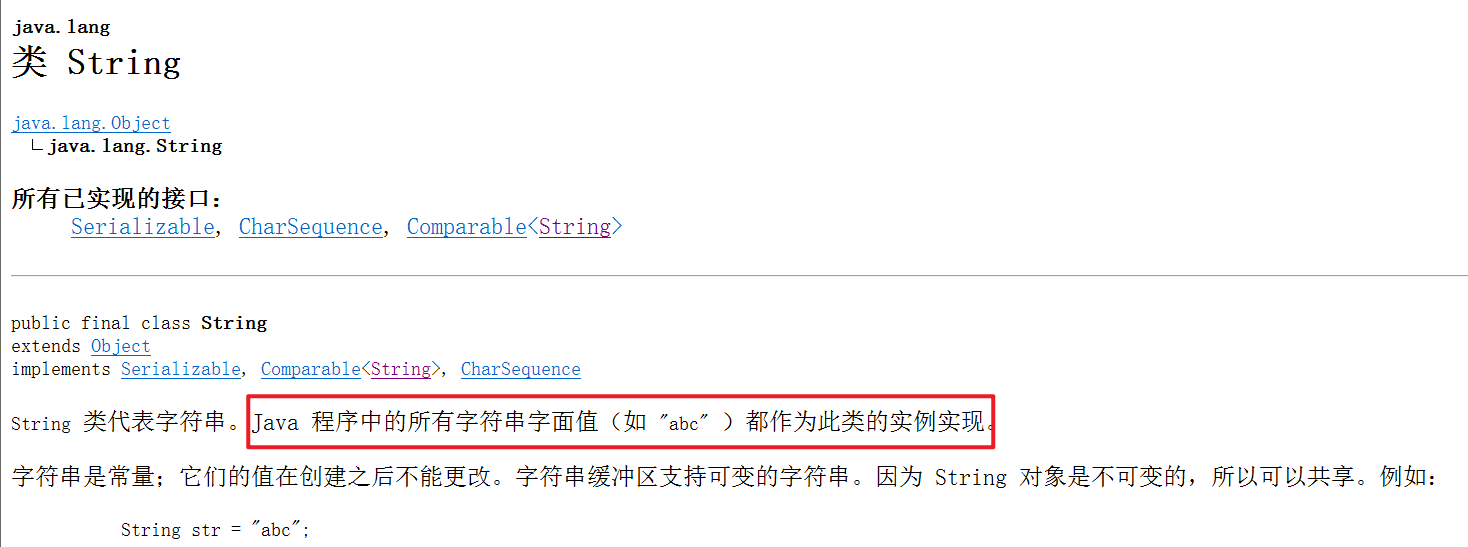 java.lang
类 String
java.lang.Object
java.lang.String
所有已实现的接口：
Serializable, CharSequence, Comparable<String>
public final class String
extends Object
implements Serializable, Comparable<String>, CharSequence
String 类代表字符串。Java 程序中的所有字符串字面值（如 "abc" ）都作为此类的实例实现。
字符串是常量；它们的值在创建之后不能更改。字符串缓冲区支持可变的字符串。因为 String 对象是不可变的，所以可以共享。例如：
String str = "abc";